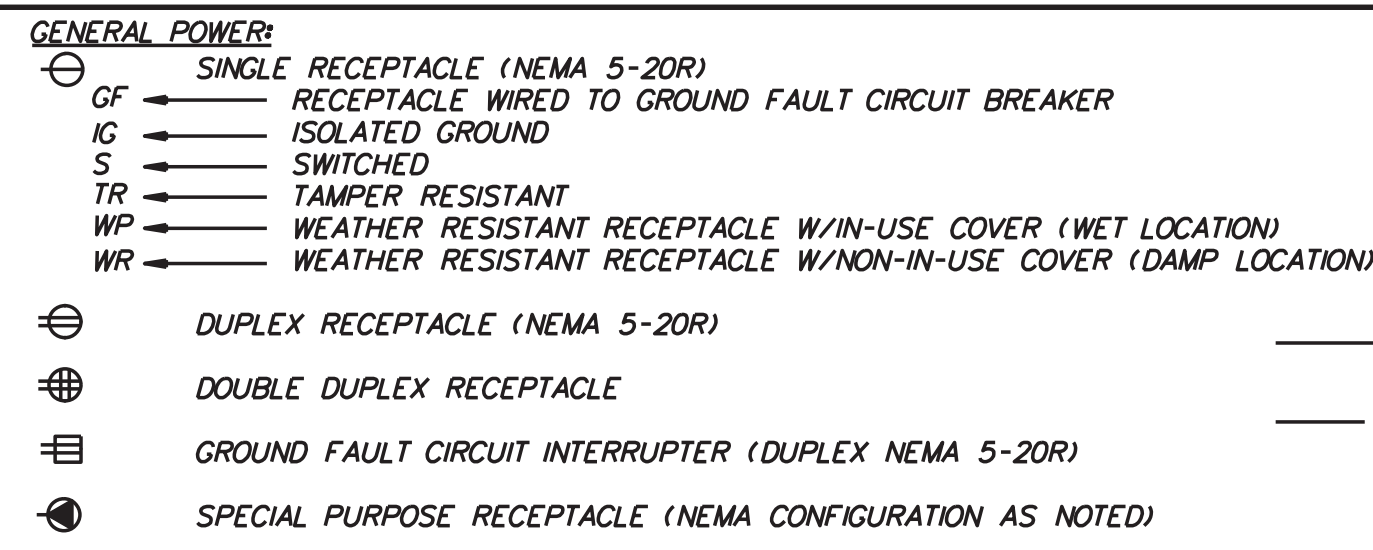 GENERAL POWER:
SINGLE RECEPTACLE (NEMA 5-20R)
GF RECEPTACLE WIRED TO GROUND FAULT CIRCUIT BREAKER
IG ISOLATED GROUND
S SWITCHED
TR TAMPER RESISTANT
WP WEATHER RESISTANT RECEPTACLE W/IN-USE COVER (WET LOCATION)
WR WEATHER RESISTANT RECEPTACLE W/NON-IN-USE COVER (DAMP LOCATION)
DUPLEX RECEPTACLE (NEMA 5-20R)
DOUBLE DUPLEX RECEPTACLE
GROUND FAULT CIRCUIT INTERRUPTER (DUPLEX NEMA 5-20R)
SPECIAL PURPOSE RECEPTACLE (NEMA CONFIGURATION AS NOTED)